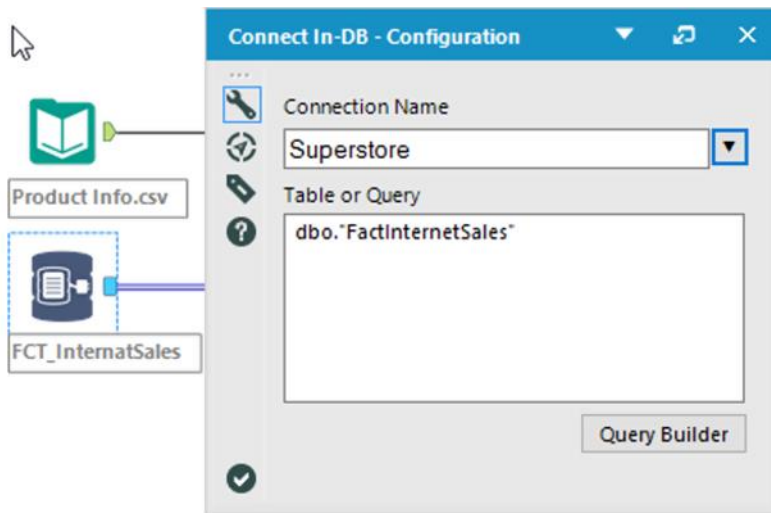 Connect In-DB - Configuration
Connection Name
Superstore
Product Info.csv
Table or Query
dbo."FactInternetSales"
FCT_InternatSales
Query Builder